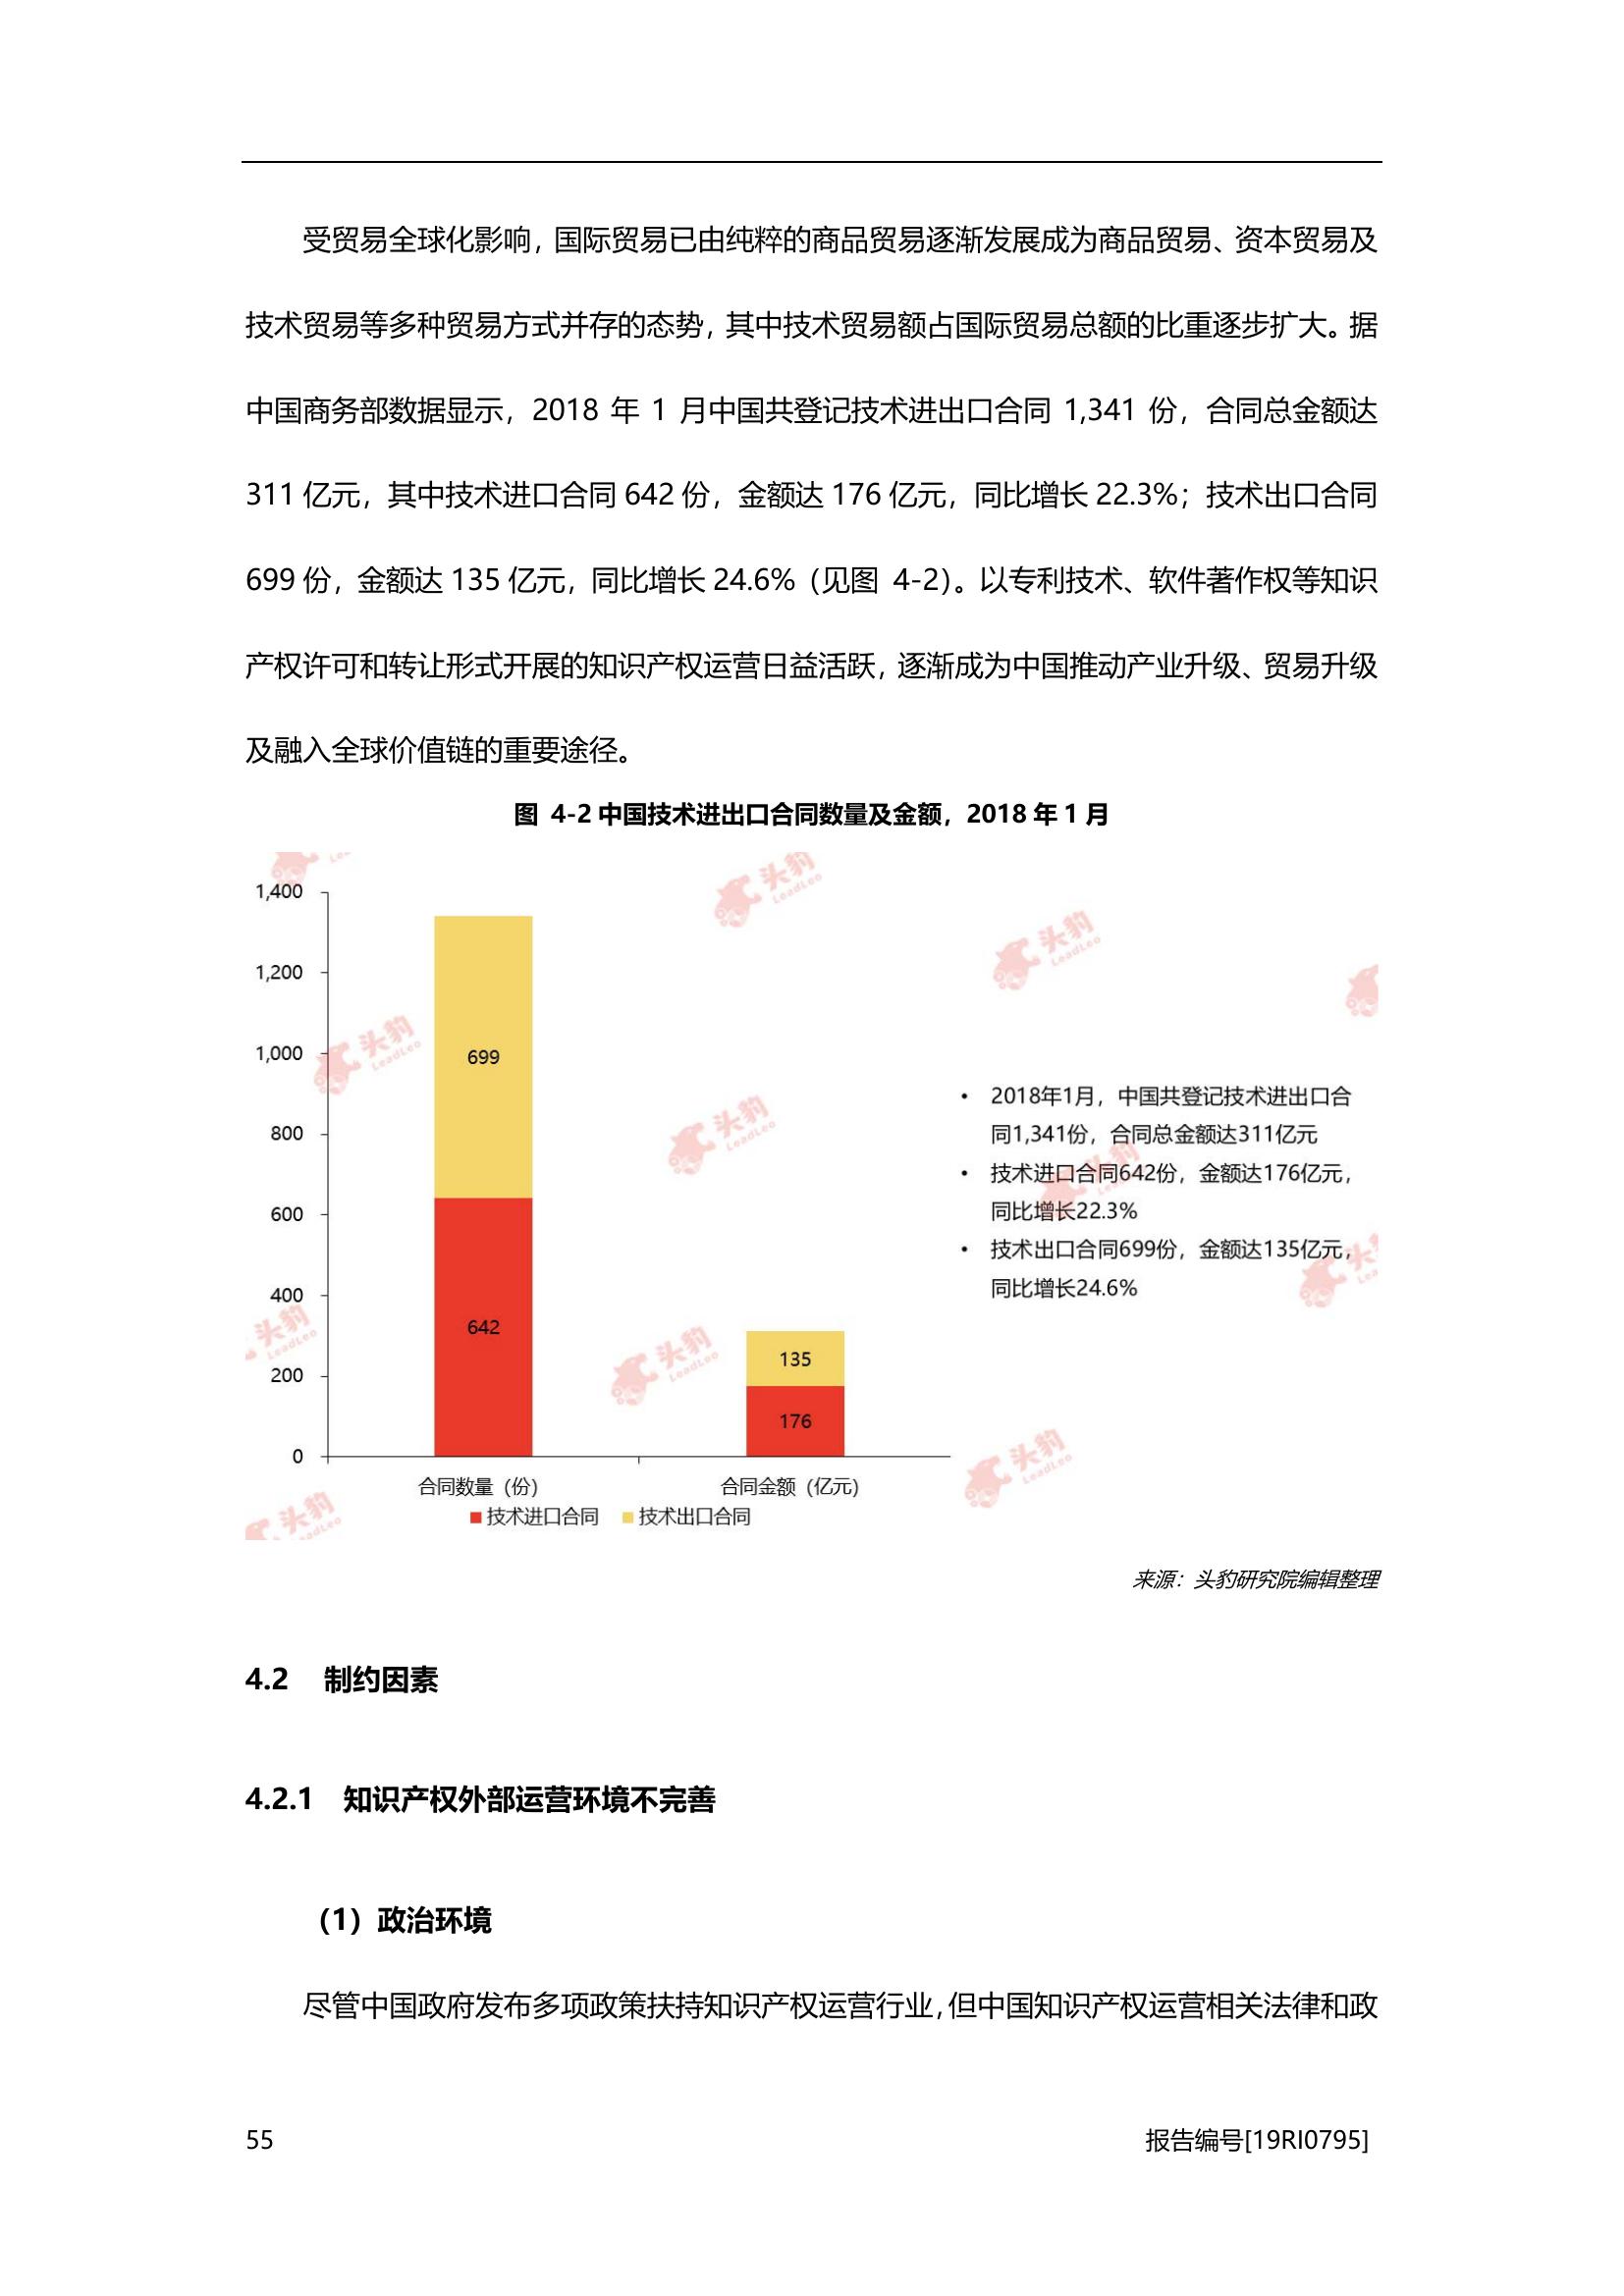 受贸易全球化影响，国际贸易已由纯粹的商品贸易逐渐发展成为商品贸易、资本贸易及
技术贸易等多种贸易方式并存的态势，其中技术贸易额占国际贸易总额的比重逐步扩大。据
中国商务部数据显示，2018 年 1 月中国共登记技术进出口合同 1,341 份，合同总金额达
311 亿元，其中技术进口合同 642 份，金额达 176 亿元，同比增长 22.3%；技术出口合同
699 份，金额达 135 亿元，同比增长 24.6%（见图 4-2）。以专利技术、软件著作权等知识
产权许可和转让形式开展的知识产权运营日益活跃，逐渐成为中国推动产业升级、贸易升级
及融入全球价值链的重要途径。
图 4-2 中国技术进出口合同数量及金额，2018 年 1 月
1,400
1,200
1,000
800
600
400
200
0
699
642
135
176
合同数量（份）
合同金额（亿元）
技术进口合同 技术出口合同
• 2018年1月，中国共登记技术进出口合
同1,341份，合同总金额达311亿元
• 技术进口合同642份，金额达176亿元，
同比增长22.3%
• 技术出口合同699份，金额达135亿元，
同比增长24.6%
头豹
LeadLeo
头豹
LeadLeo
头豹
LeadLeo
头豹
LeadLeo
头豹
LeadLeo
头豹
LeadLeo
头豹
LeadLeo
来源：头豹研究院编辑整理
4.2 制约因素
4.2.1 知识产权外部运营环境不完善
（1）政治环境
尽管中国政府发布多项政策扶持知识产权运营行业，但中国知识产权运营相关法律和政
55
报告编号[19RI0795]